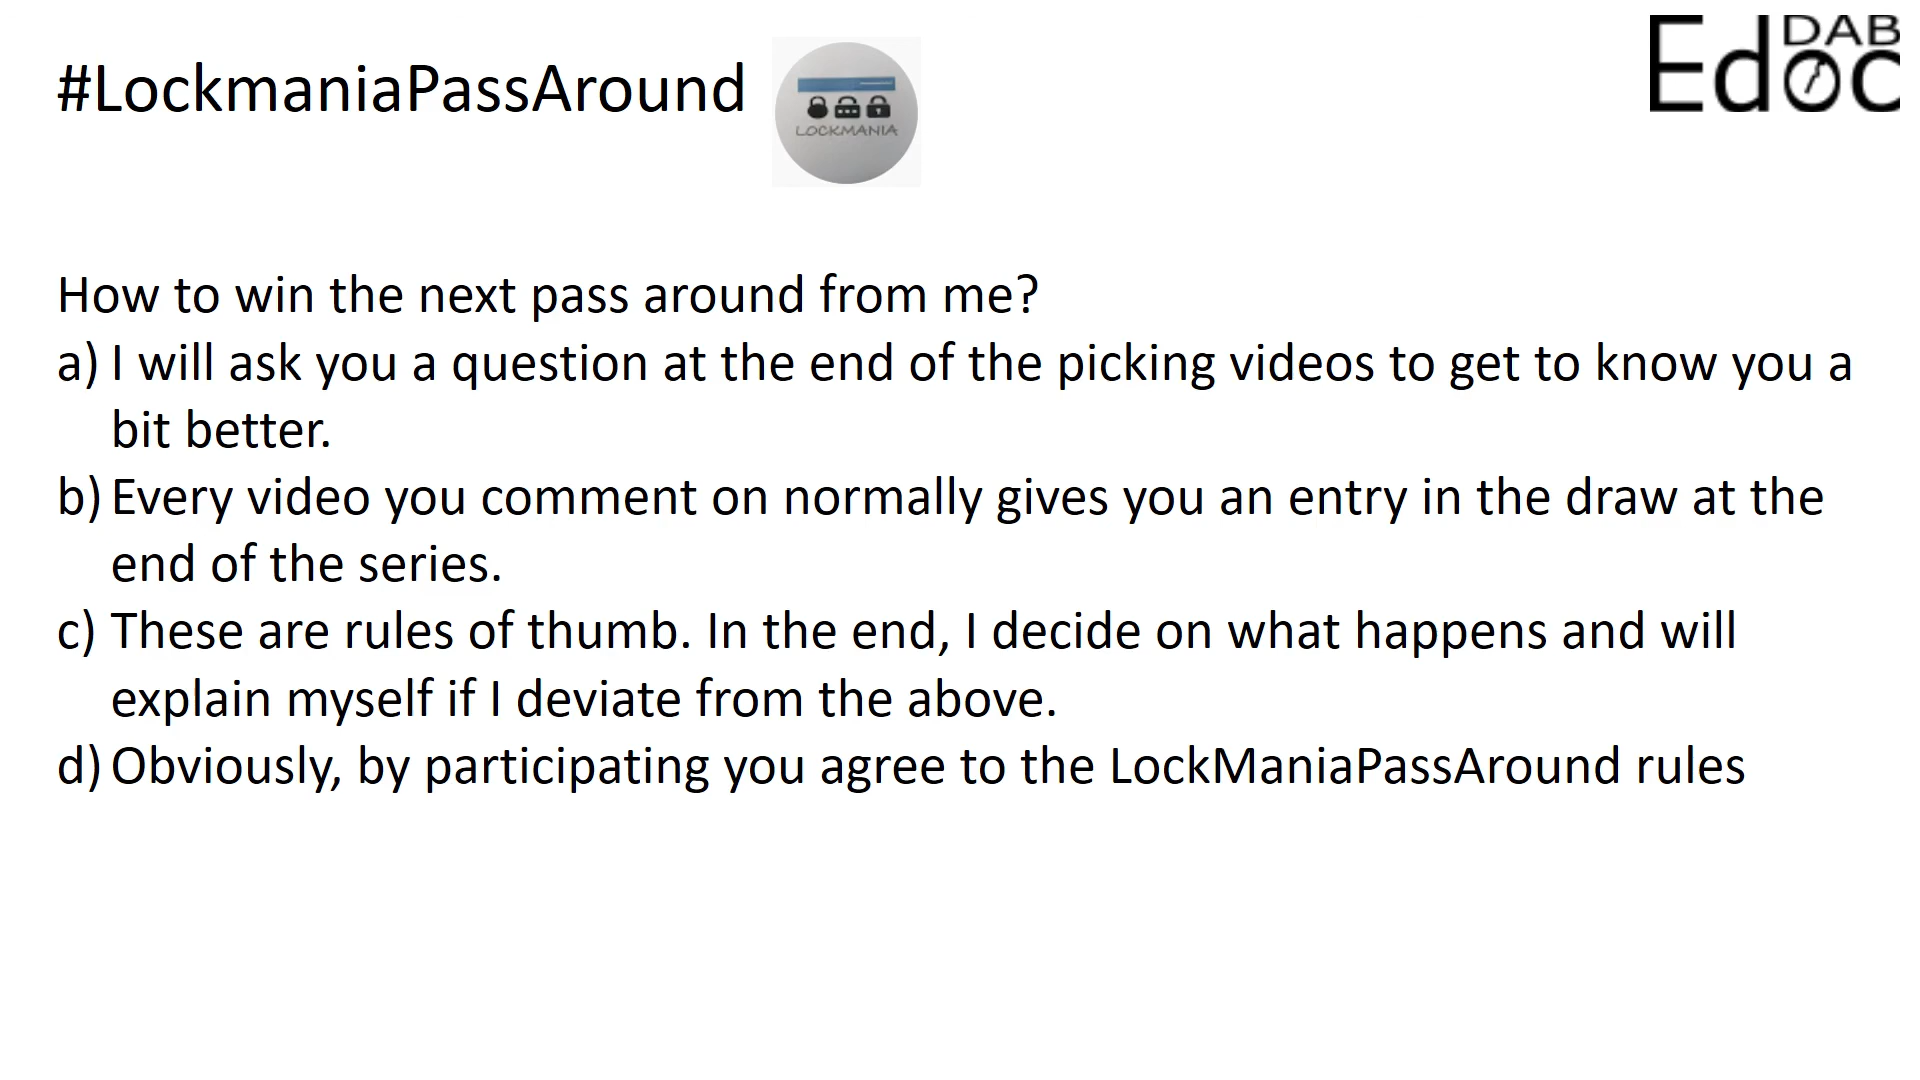 #LockmaniaPassAround
LOCKMANIA
DAB
Edoc
How to win the next pass around from me?
a) I will ask you a question at the end of the picking videos to get to know you a
bit better.
b) Every video you comment on normally gives you an entry in the draw at the
end of the series.
c) These are rules of thumb. In the end, I decide on what happens and will
explain myself if I deviate from the above.
d) Obviously, by participating you agree to the LockManiaPassAround rules